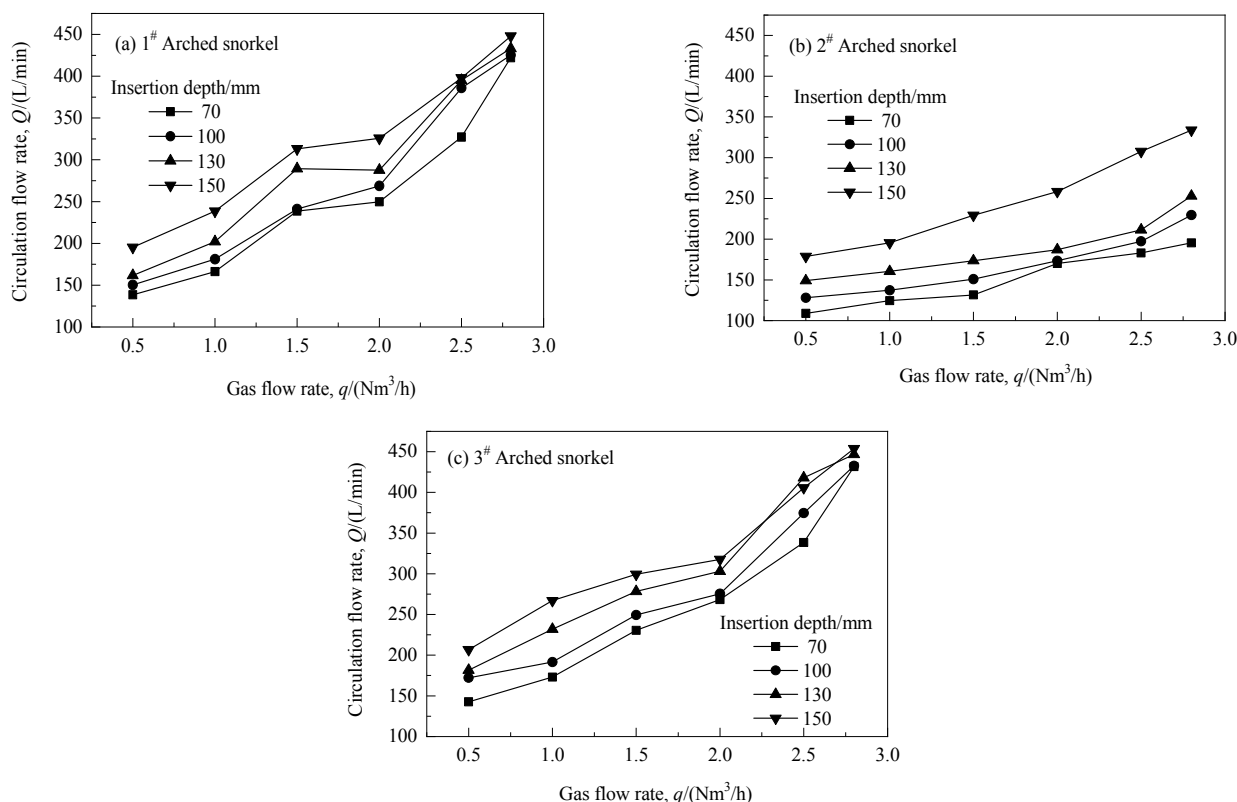 (a) 1# Arched snorkel
Insertion depth/mm
70
100
130
150
450
400
350
300
250
200
150
100
Circulation flow rate, Q/(L/min)
0.5 1.0 1.5 2.0 2.5 3.0
Gas flow rate, q/(Nm³/h)
(b) 2# Arched snorkel
Insertion depth/mm
70
100
130
150
450
400
350
300
250
200
150
100
Circulation flow rate, Q/(L/min)
0.5 1.0 1.5 2.0 2.5 3.0
Gas flow rate, q/(Nm³/h)
(c) 3# Arched snorkel
Insertion depth/mm
70
100
130
150
450
400
350
300
250
200
150
100
Circulation flow rate, Q/(L/min)
0.5 1.0 1.5 2.0 2.5 3.0
Gas flow rate, q/(Nm³/h)